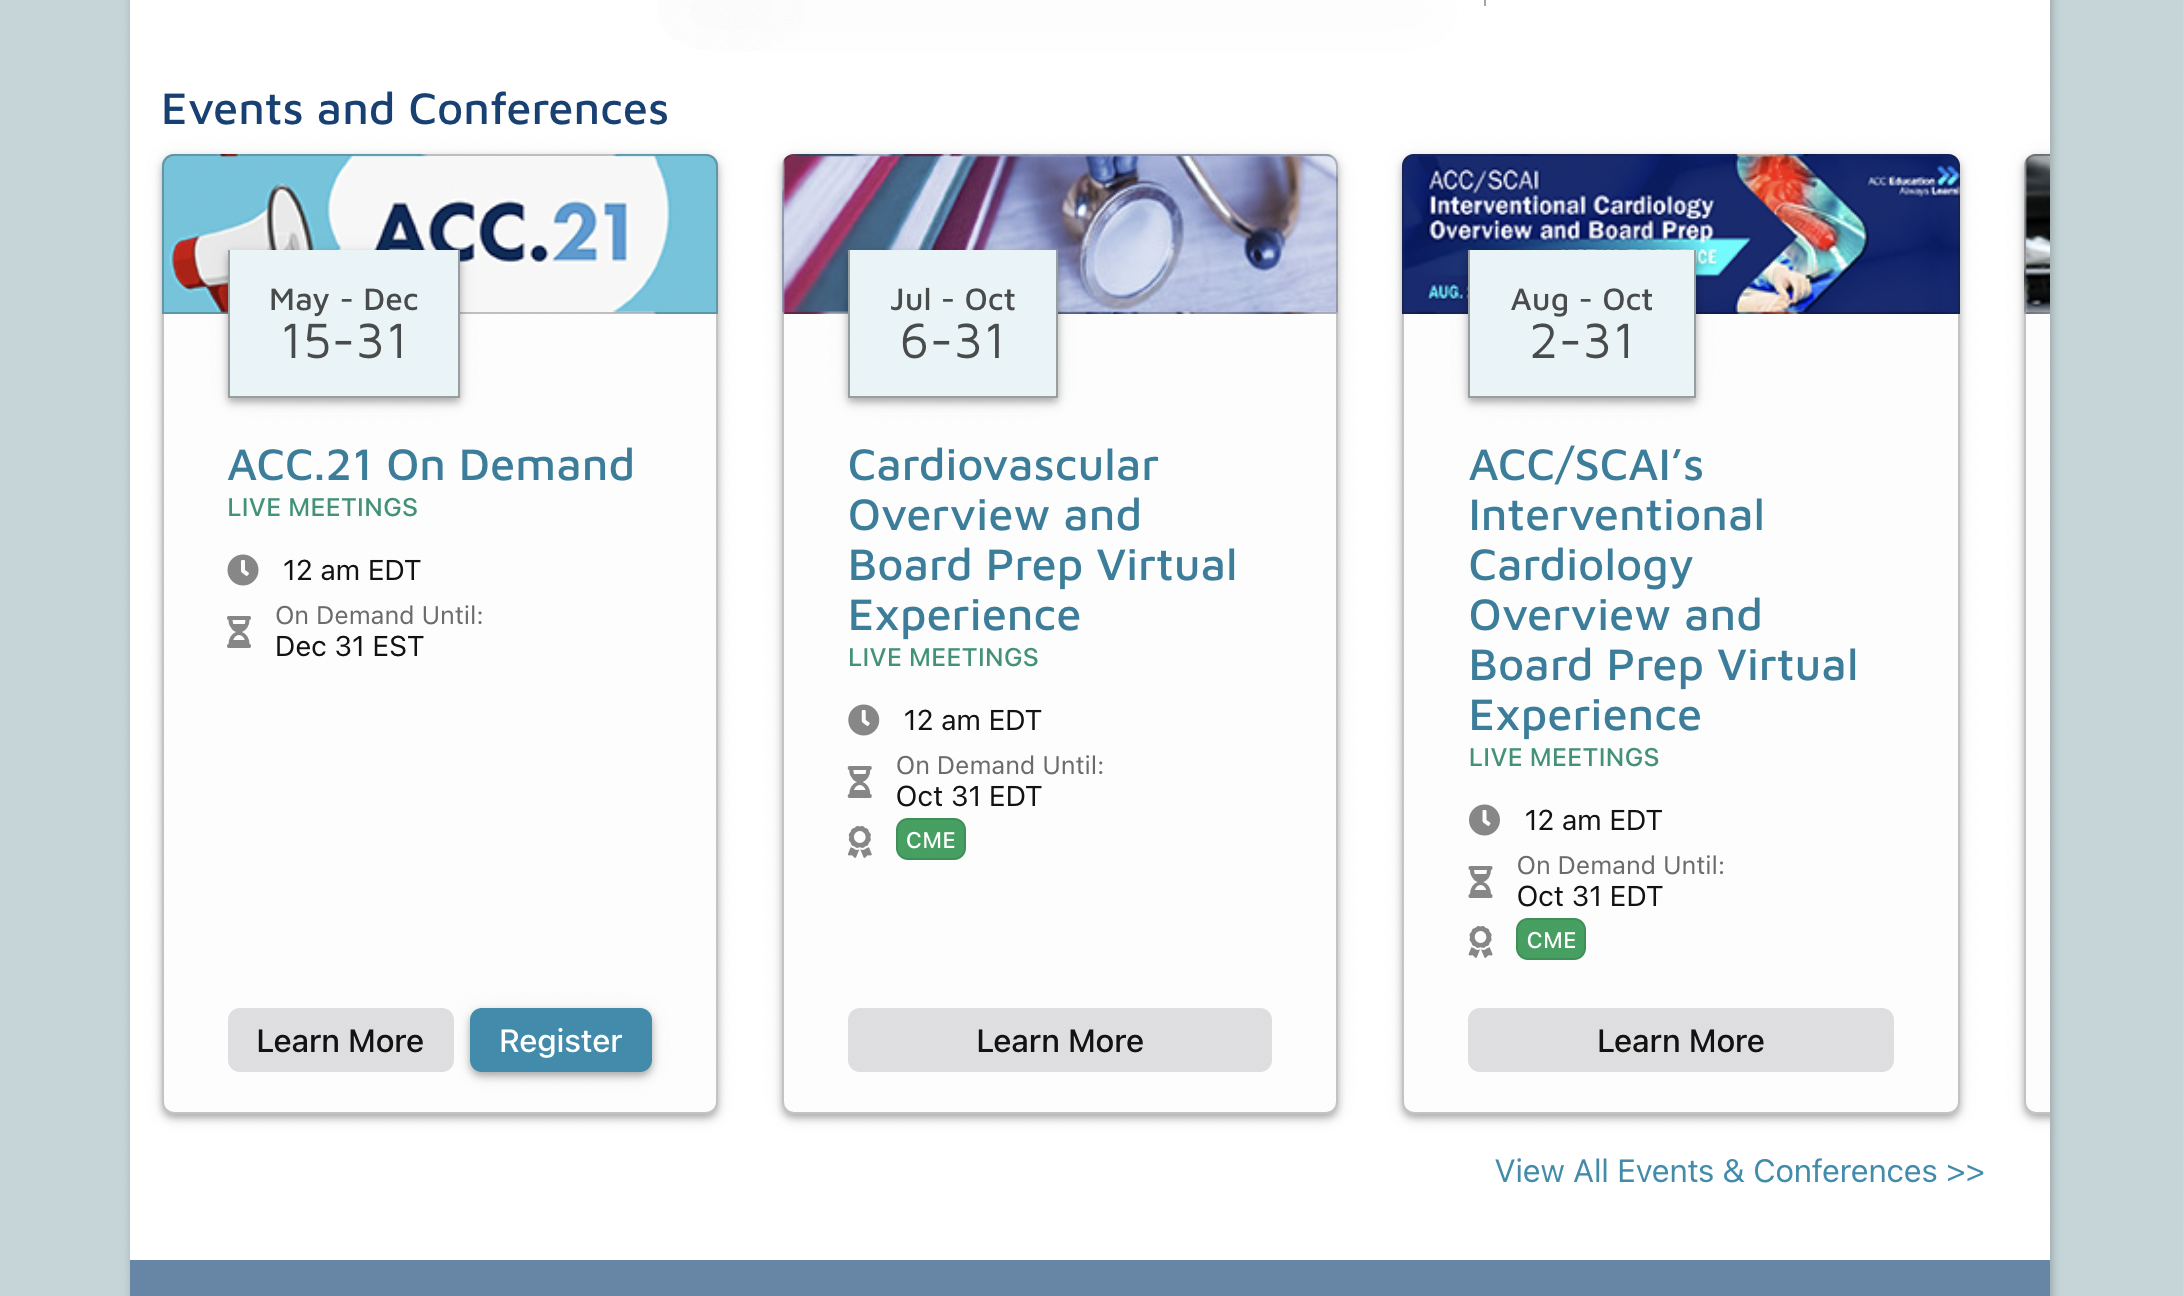 Events and Conferences
ACC.21
May - Dec
15-31
ACC.21 On Demand
LIVE MEETINGS
12 am EDT
On Demand Until:
Dec 31 EST
Learn More
Register
Jul - Oct
6-31
Cardiovascular
Overview and
Board Prep Virtual
Experience
LIVE MEETINGS
12 am EDT
On Demand Until:
Oct 31 EDT
CME
Learn More
ACC/SCAI
Interventional Cardiology
Overview and Board Prep
ACC Education
Always Learni
AUG.
Aug - Oct
2-31
ACC/SCAI’s
Interventional
Cardiology
Overview and
Board Prep Virtual
Experience
LIVE MEETINGS
12 am EDT
On Demand Until:
Oct 31 EDT
CME
Learn More
View All Events & Conferences >>